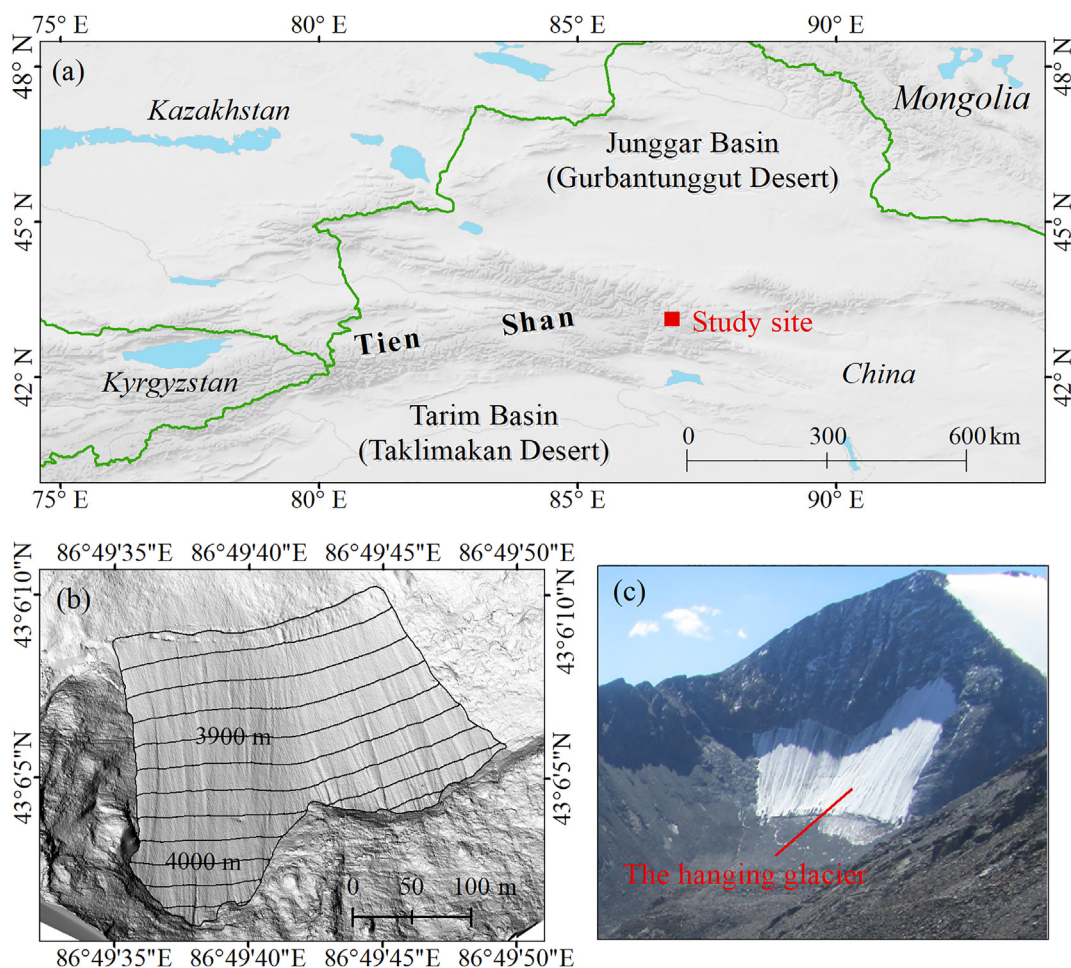 75° E 80° E 85° E 90° E
(a)
48° N
48° N
Kazakhstan
Mongolia
Junggar Basin
(Gurbantunggut Desert)
45° N
45° N
Study site
Tien Shan
42° N
42° N
Kyrgyzstan
China
Tarim Basin
(Taklimakan Desert)
0 300 600 km
75° E 80° E 85° E 90° E
86°49'35"E 86°49'40"E 86°49'45"E 86°49'50"E
(b)
43°6'10"N
43°6'10"N
3900 m
43°6'5"N
43°6'5"N
4000 m
0 50 100 m
86°49'35"E 86°49'40"E 86°49'45"E 86°49'50"E
(c)
The hanging glacier